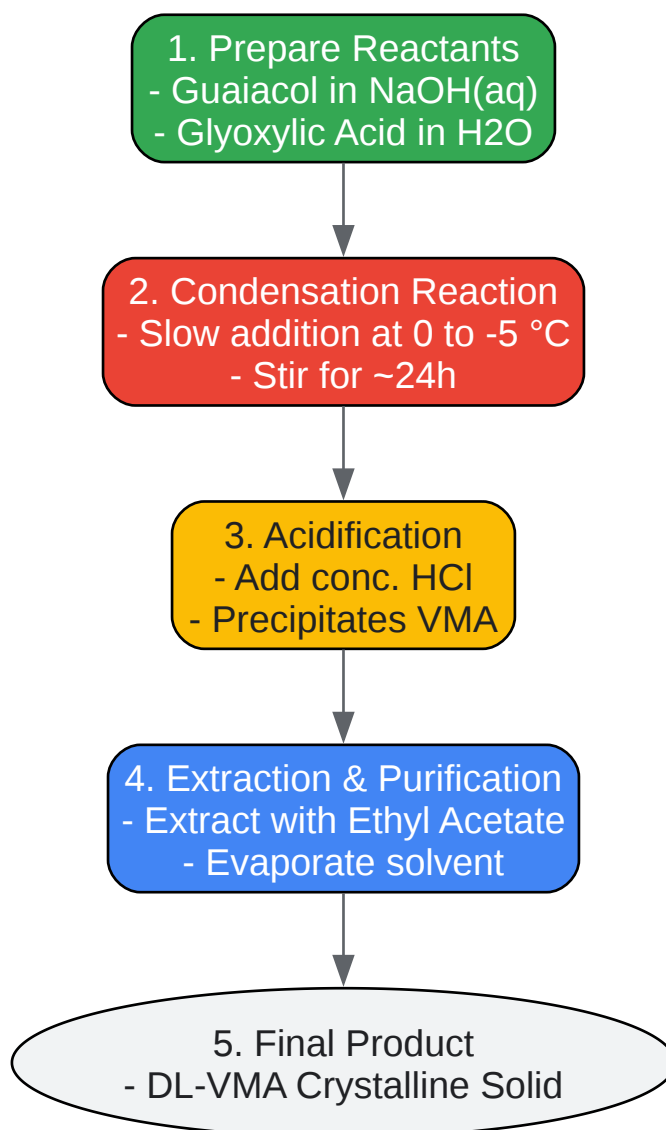 1. Prepare Reactants
- Guaiacol in NaOH(aq)
- Glyoxylic Acid in H2O
2. Condensation Reaction
- Slow addition at 0 to -5 °C
- Stir for ~24h
3. Acidification
- Add conc. HCl
- Precipitates VMA
4. Extraction & Purification
- Extract with Ethyl Acetate
- Evaporate solvent
5. Final Product
- DL-VMA Crystalline Solid